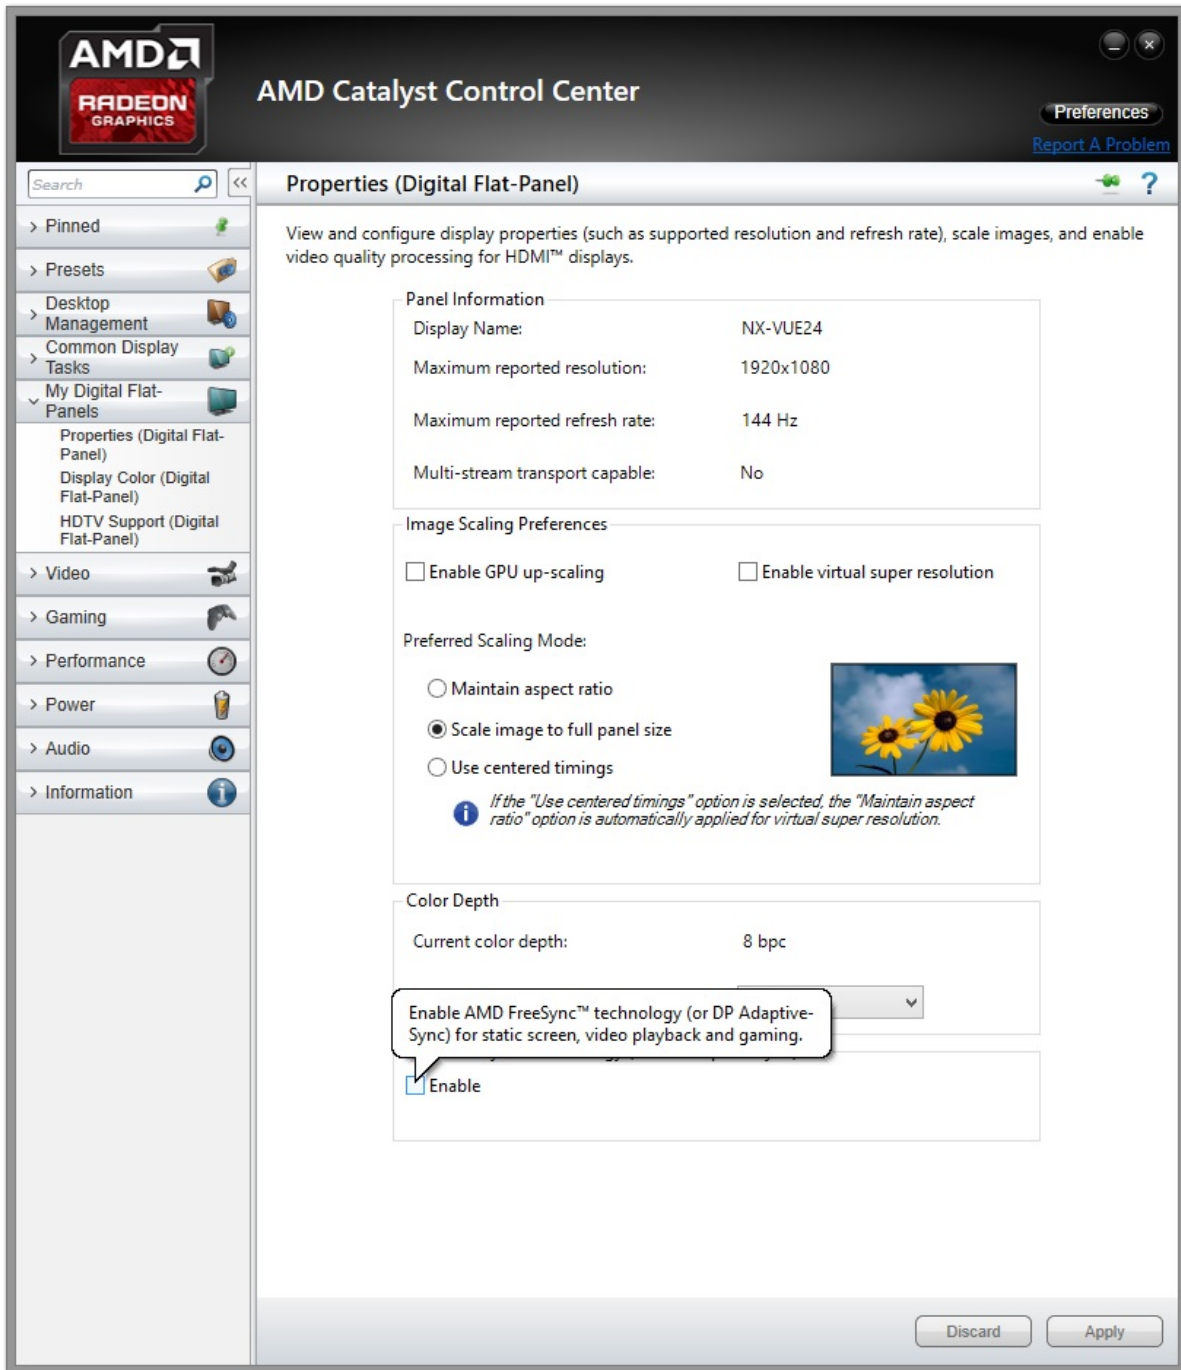 AMD
RADEON
GRAPHICS
AMD Catalyst Control Center
Preferences
Report A Problem
Search
<<
Properties (Digital Flat-Panel)
?
> Pinned
> Presets
> Desktop
Management
> Common Display
Tasks
My Digital Flat-
Panels
Properties (Digital Flat-
Panel)
Display Color (Digital
Flat-Panel)
HDTV Support (Digital
Flat-Panel)
> Video
> Gaming
> Performance
> Power
> Audio
> Information
View and configure display properties (such as supported resolution and refresh rate), scale images, and enable
video quality processing for HDMI™ displays.
Panel Information
Display Name: NX-VUE24
Maximum reported resolution: 1920x1080
Maximum reported refresh rate: 144 Hz
Multi-stream transport capable: No
Image Scaling Preferences
Enable GPU up-scaling Enable virtual super resolution
Preferred Scaling Mode:
Maintain aspect ratio
Scale image to full panel size
Use centered timings
If the "Use centered timings" option is selected, the "Maintain aspect
ratio" option is automatically applied for virtual super resolution.
Color Depth
Current color depth: 8 bpc
Enable AMD FreeSync™ technology (or DP Adaptive-
Sync) for static screen, video playback and gaming.
Enable
Discard Apply